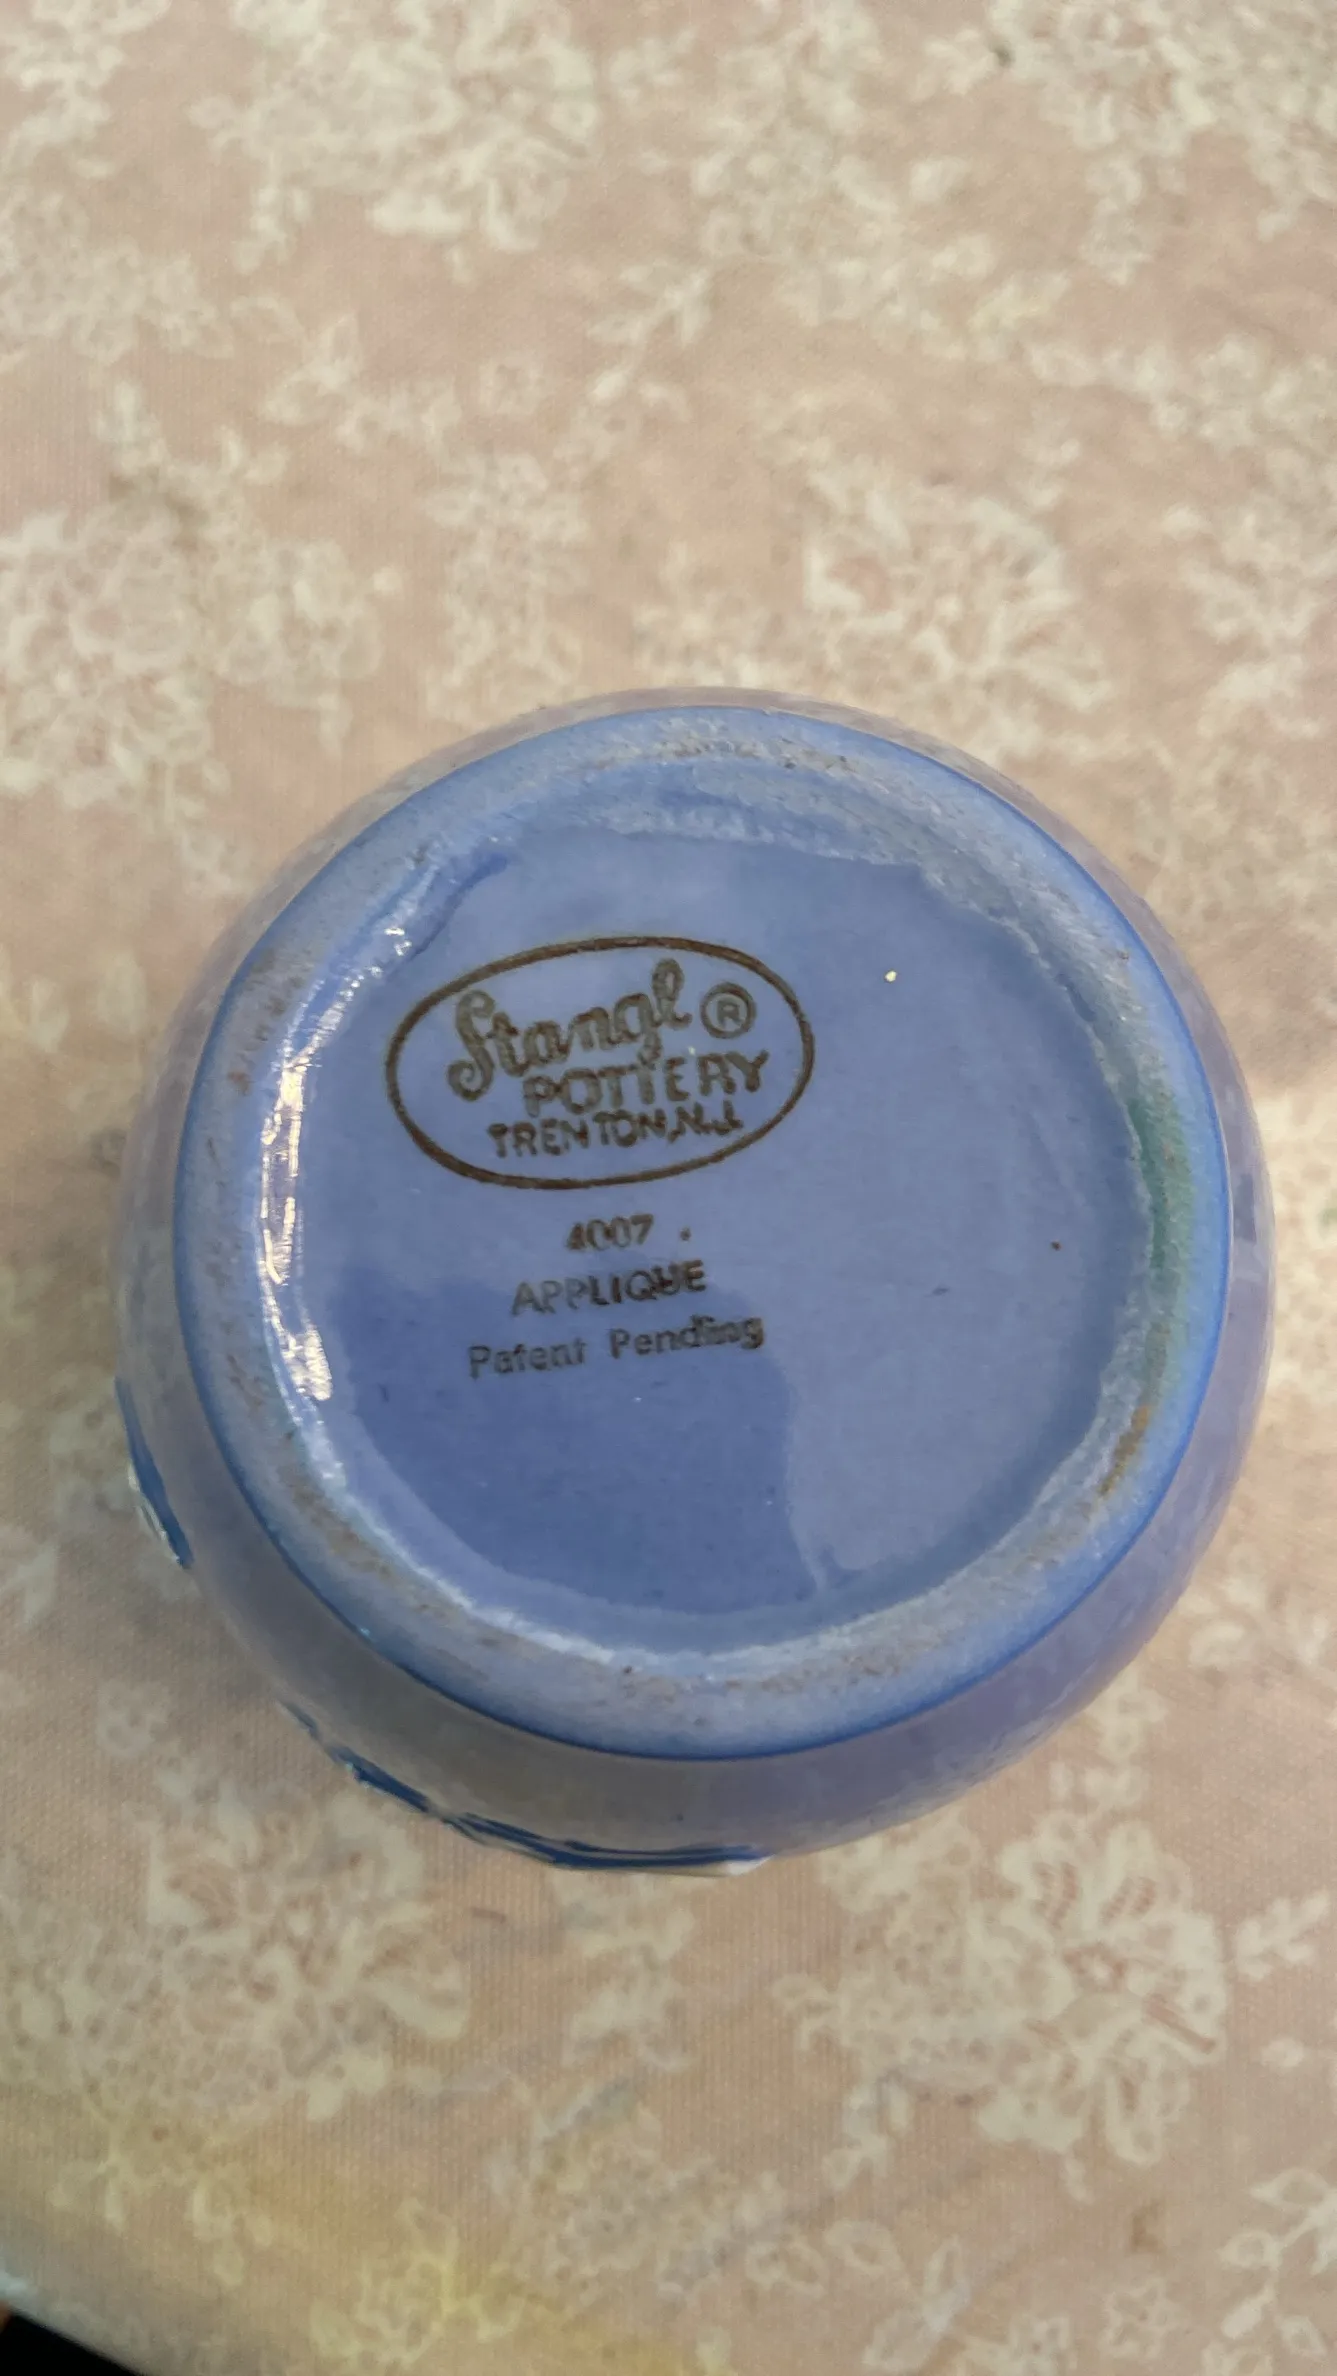 Stangl ®
POTTERY
TRENTON, N.J.
4007
APPLIQUE
Patent Pending